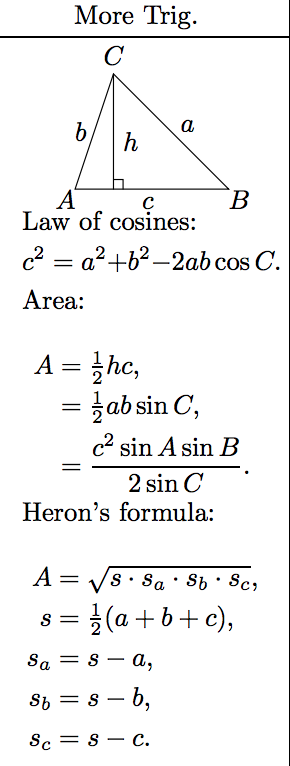 More Trig.
C
b h a
A c B
Law of cosines:
c² = a²+b²−2ab cos C.
Area:
A = ½hc,
= ½ab sin C,
= c² sin A sin B / 2 sin C.
Heron's formula:
A = √(s · sₐ · s_b · s_c),
s = ½(a + b + c),
sₐ = s − a,
s_b = s − b,
s_c = s − c.